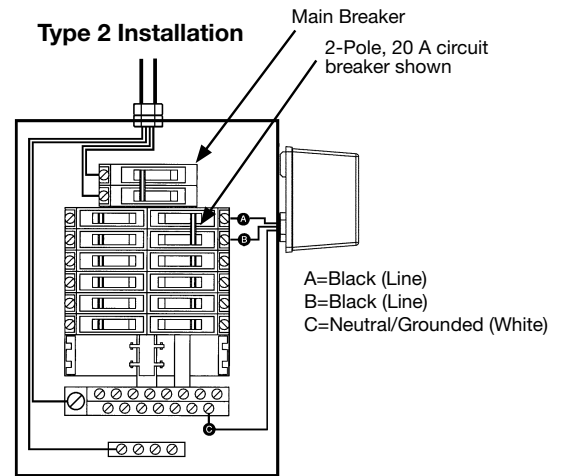 Type 2 Installation
Main Breaker
2-Pole, 20 A circuit
breaker shown
A
B
A=Black (Line)
B=Black (Line)
C=Neutral/Grounded (White)
C